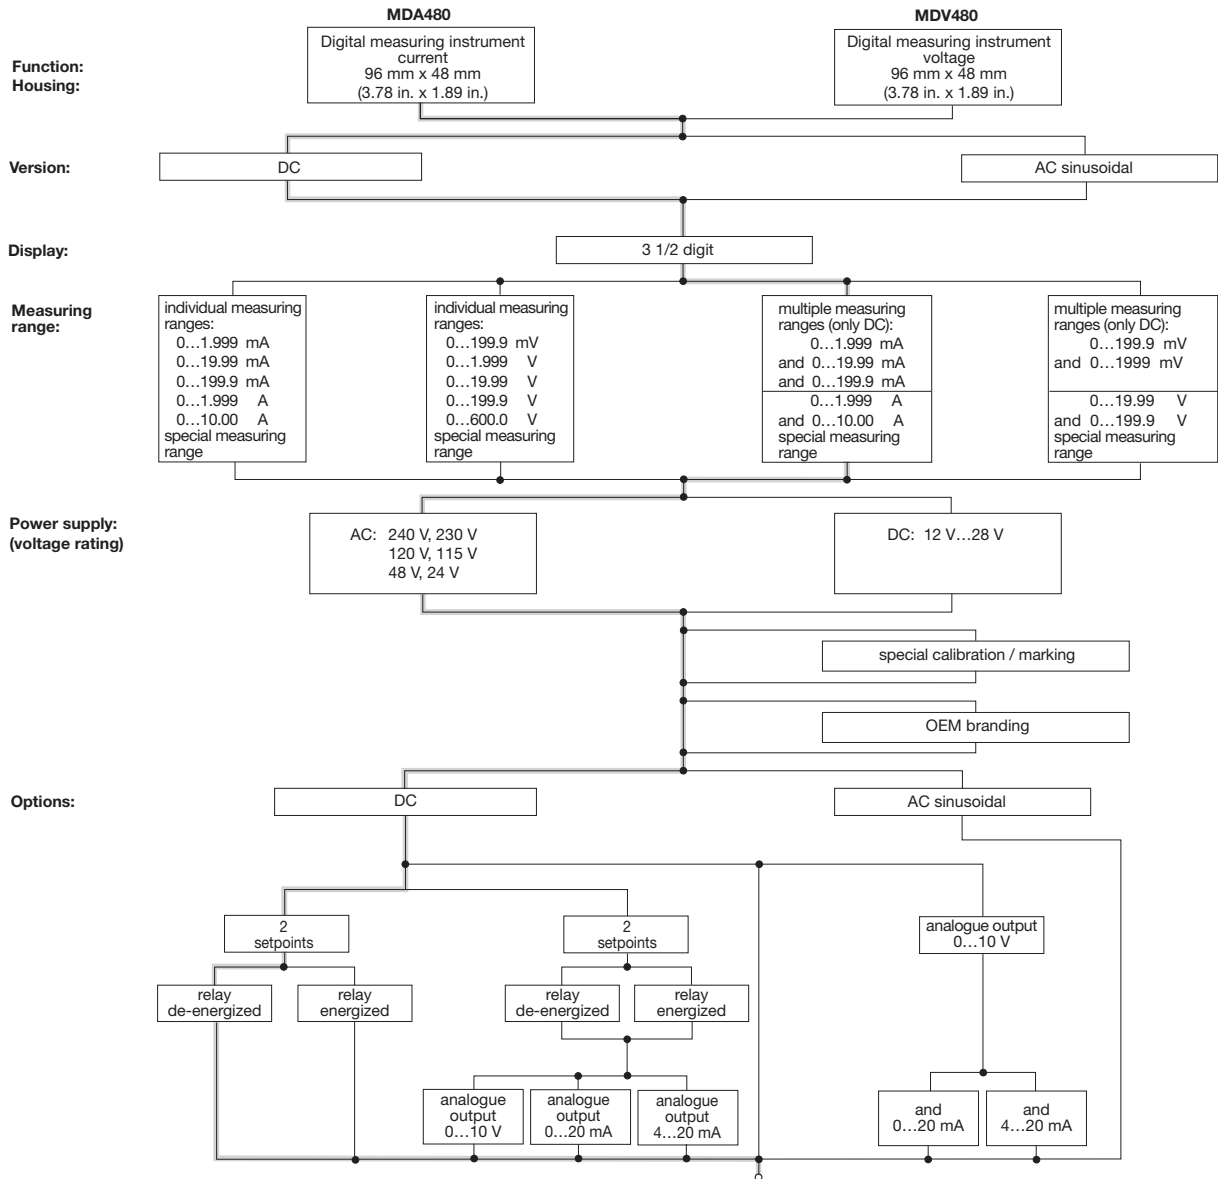 MDA480
MDV480
Function:
Housing:
Digital measuring instrument
current
96 mm x 48 mm
(3.78 in. x 1.89 in.)
Digital measuring instrument
voltage
96 mm x 48 mm
(3.78 in. x 1.89 in.)
Version:
DC
AC sinusoidal
Display:
3 1/2 digit
Measuring
range:
individual measuring
ranges:
0…1.999 mA
0…19.99 mA
0…199.9 mA
0…1.999 A
0…10.00 A
special measuring
range
individual measuring
ranges:
0…199.9 mV
0…1.999 V
0…19.99 V
0…199.9 V
0…600.0 V
special measuring
range
multiple measuring
ranges (only DC):
0…1.999 mA
and 0…19.99 mA
and 0…199.9 mA
0…1.999 A
and 0…10.00 A
special measuring
range
multiple measuring
ranges (only DC):
0…199.9 mV
and 0…1999 mV
0…19.99 V
and 0…199.9 V
special measuring
range
Power supply:
(voltage rating)
AC: 240 V, 230 V
120 V, 115 V
48 V, 24 V
DC: 12 V…28 V
special calibration / marking
OEM branding
Options:
DC
AC sinusoidal
2
setpoints
2
setpoints
analogue output
0…10 V
relay
de-energized
relay
energized
relay
de-energized
relay
energized
analogue
output
0…10 V
analogue
output
0…20 mA
analogue
output
4…20 mA
and
0…20 mA
and
4…20 mA